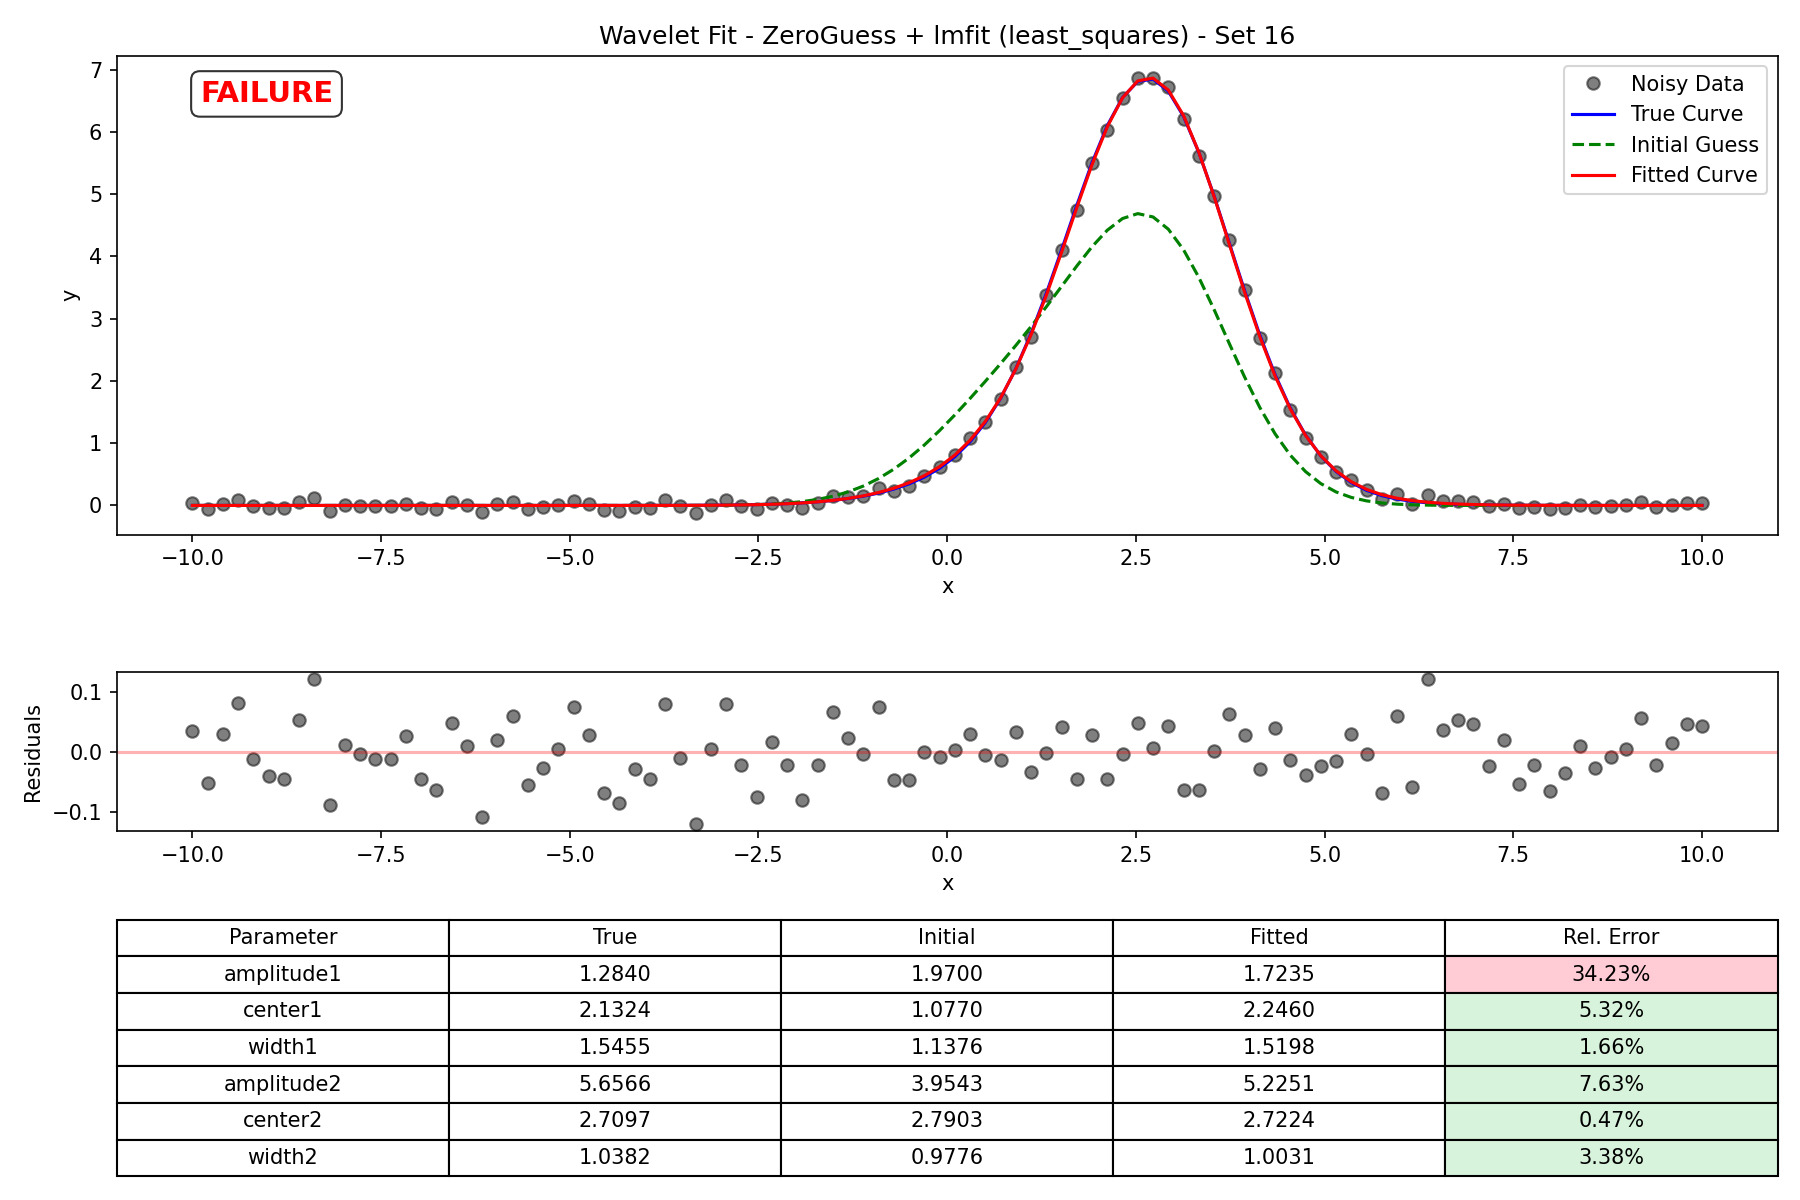 Wavelet Fit - ZeroGuess + lmfit (least_squares) - Set 16
FAILURE
Noisy Data
True Curve
Initial Guess
Fitted Curve
7
6
5
4
3
2
1
0
y
−10.0 −7.5 −5.0 −2.5 0.0 2.5 5.0 7.5 10.0
x
0.1
0.0
−0.1
Residuals
−10.0 −7.5 −5.0 −2.5 0.0 2.5 5.0 7.5 10.0
x
Parameter True Initial Fitted Rel. Error
amplitude1 1.2840 1.9700 1.7235 34.23%
center1 2.1324 1.0770 2.2460 5.32%
width1 1.5455 1.1376 1.5198 1.66%
amplitude2 5.6566 3.9543 5.2251 7.63%
center2 2.7097 2.7903 2.7224 0.47%
width2 1.0382 0.9776 1.0031 3.38%